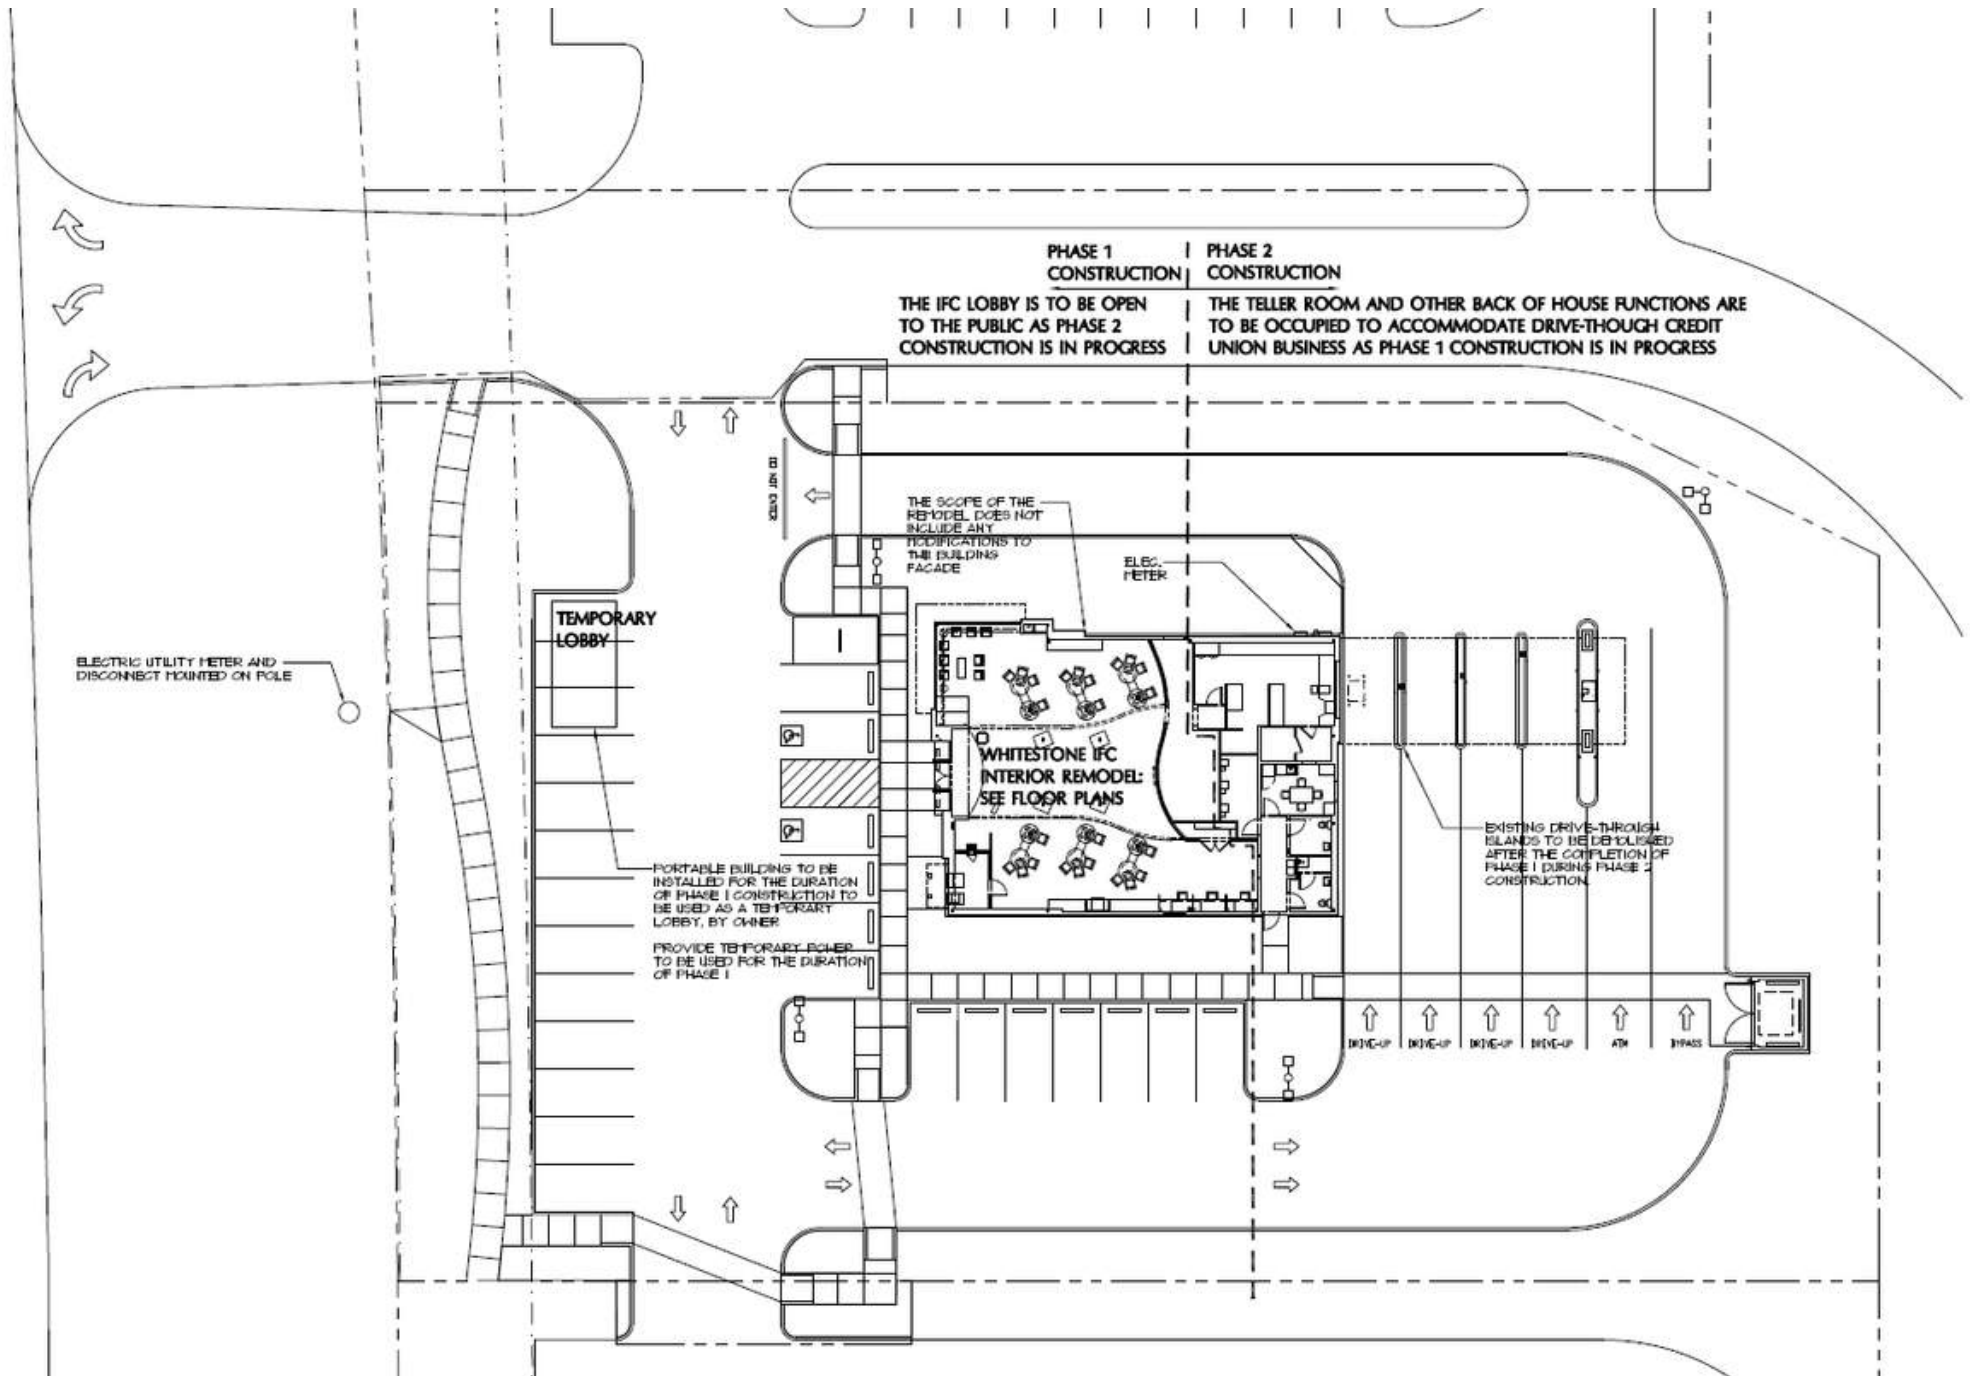 PHASE 1
CONSTRUCTION
PHASE 2
CONSTRUCTION
THE IFC LOBBY IS TO BE OPEN
TO THE PUBLIC AS PHASE 2
CONSTRUCTION IS IN PROGRESS
THE TELLER ROOM AND OTHER BACK OF HOUSE FUNCTIONS ARE
TO BE OCCUPIED TO ACCOMMODATE DRIVE-THOUGH CREDIT
UNION BUSINESS AS PHASE 1 CONSTRUCTION IS IN PROGRESS
DO NOT ENTER
THE SCOPE OF THE
REMODEL DOES NOT
INCLUDE ANY
MODIFICATIONS TO
THE BUILDING
FACADE
ELEC.
METER
TEMPORARY
LOBBY
ELECTRIC UTILITY METER AND
DISCONNECT MOUNTED ON POLE
WHITESTONE IFC
INTERIOR REMODEL:
SEE FLOOR PLANS
EXISTING DRIVE-THROUGH
ISLANDS TO BE DEMOLISHED
AFTER THE COMPLETION OF
PHASE 1 DURING PHASE 2
CONSTRUCTION.
PORTABLE BUILDING TO BE
INSTALLED FOR THE DURATION
OF PHASE 1 CONSTRUCTION TO
BE USED AS A TEMPORARY
LOBBY, BY OWNER
PROVIDE TEMPORARY POWER
TO BE USED FOR THE DURATION
OF PHASE 1
DRIVE-UP
DRIVE-UP
DRIVE-UP
DRIVE-UP
ATM
BYPASS